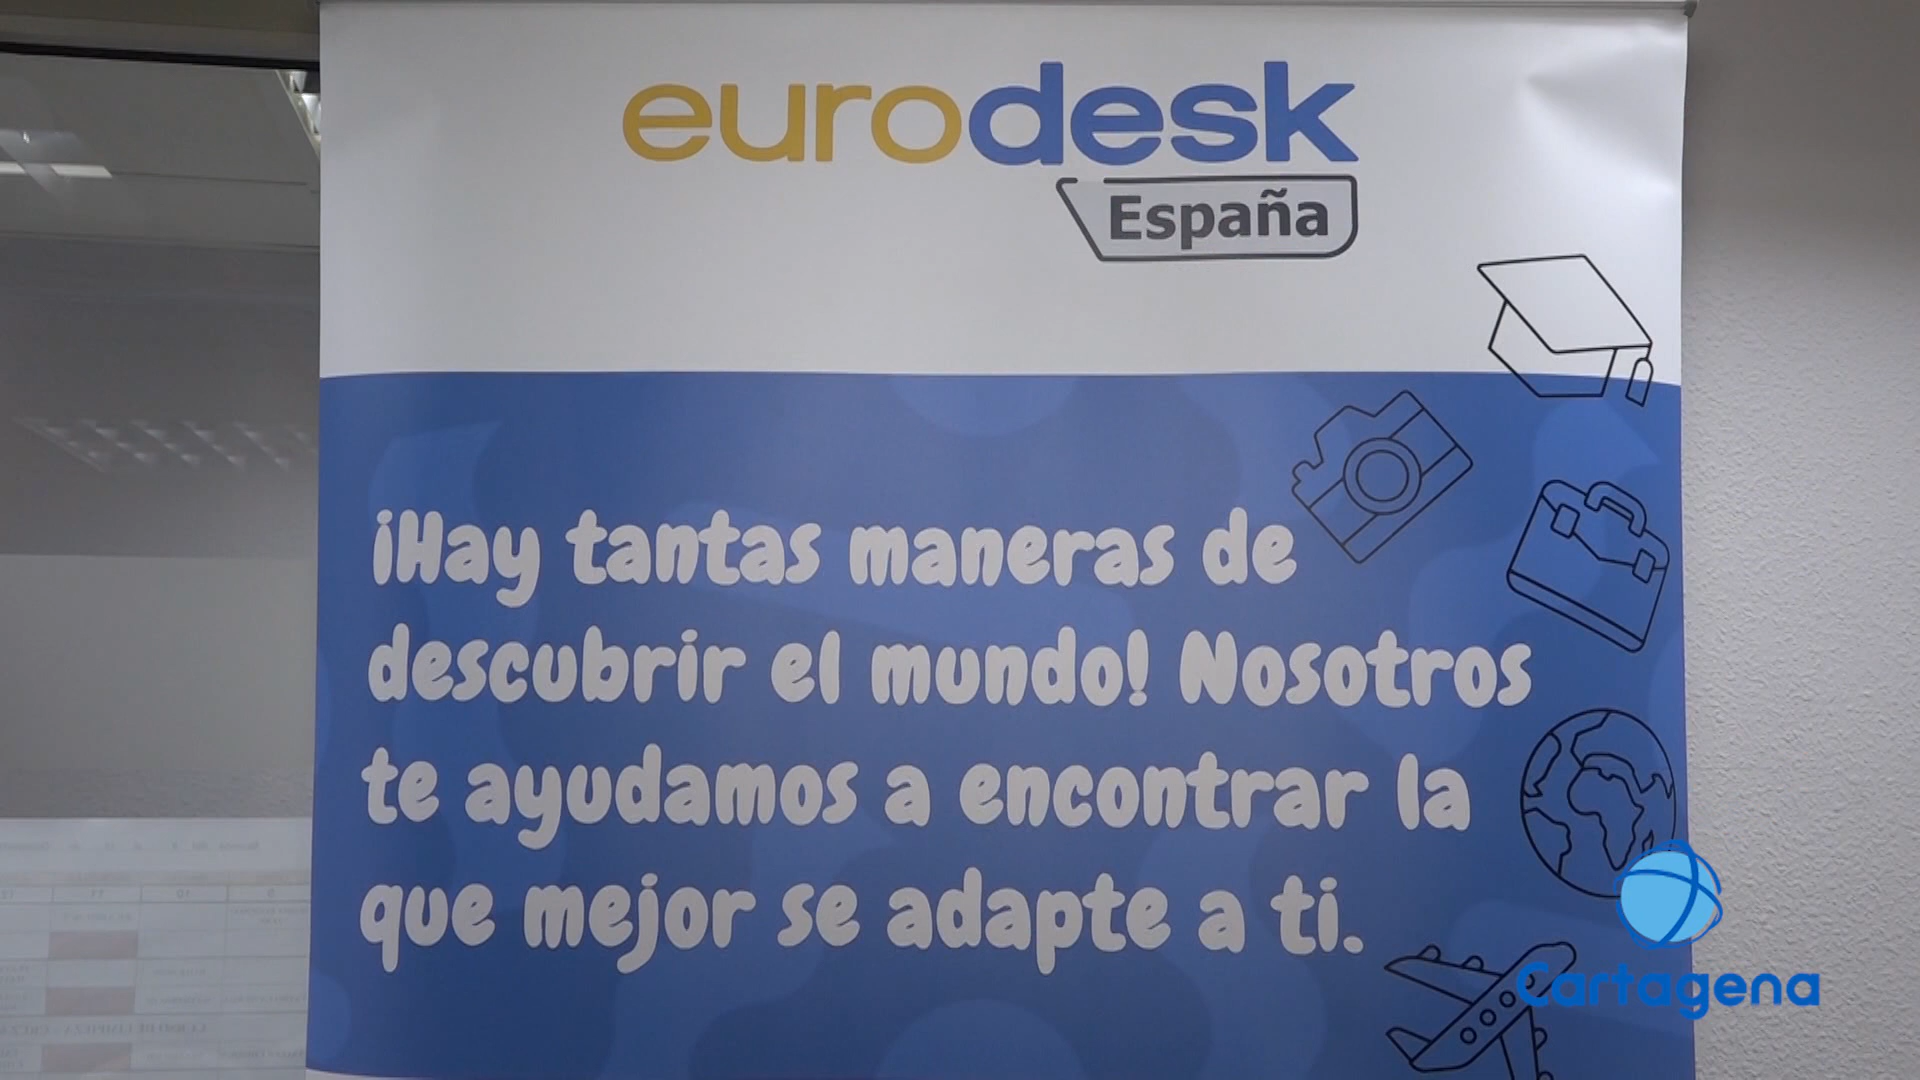 eurodesk
España
¡Hay tantas maneras de
descubrir el mundo! Nosotros
te ayudamos a encontrar la
que mejor se adapte a ti.
Cartagena